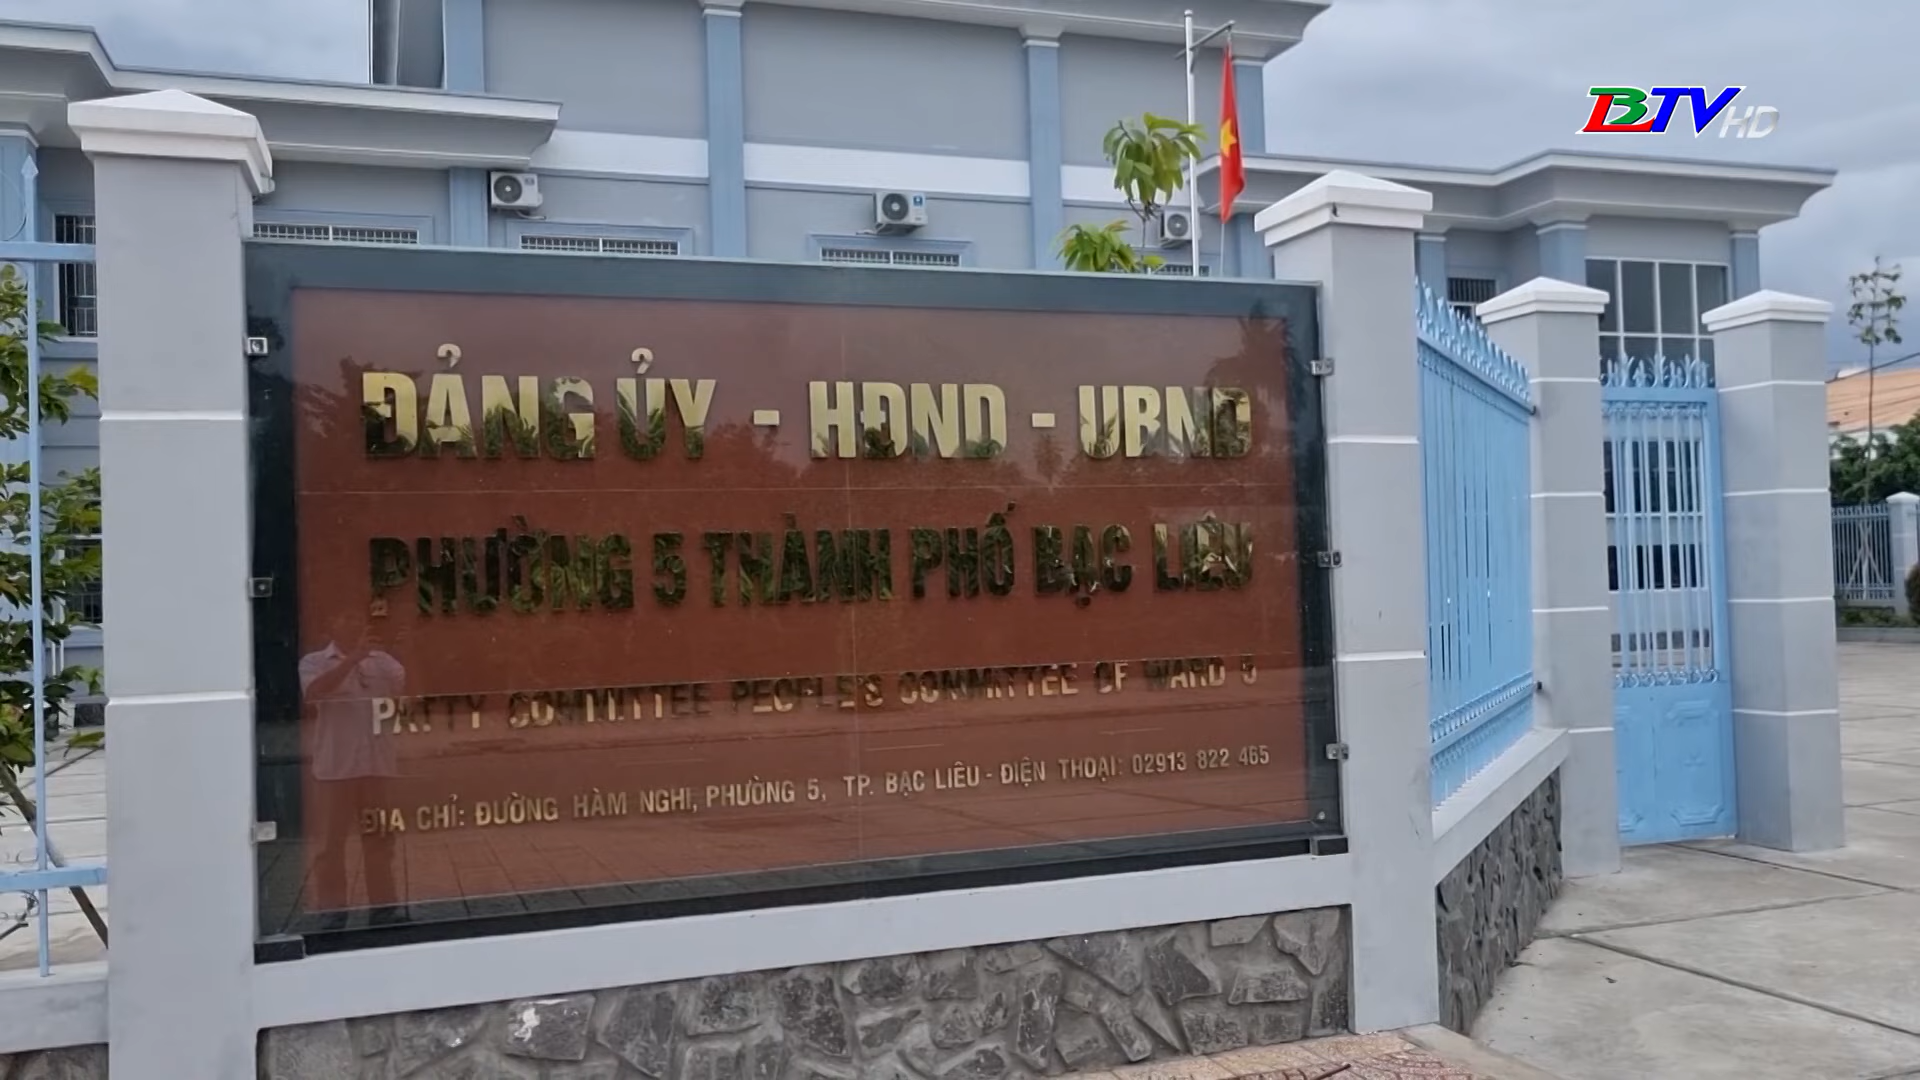 BTV HD
ĐẢNG ỦY - HĐND - UBND
PHƯỜNG 5 THÀNH PHỐ BẠC LIÊU
PATTY COMMITTEE PEOPLE'S COMMITTEE OF WARD 5
ĐỊA CHỈ: ĐƯỜNG HÀM NGHI, PHƯỜNG 5, TP. BẠC LIÊU - ĐIỆN THOẠI: 02913 822 465